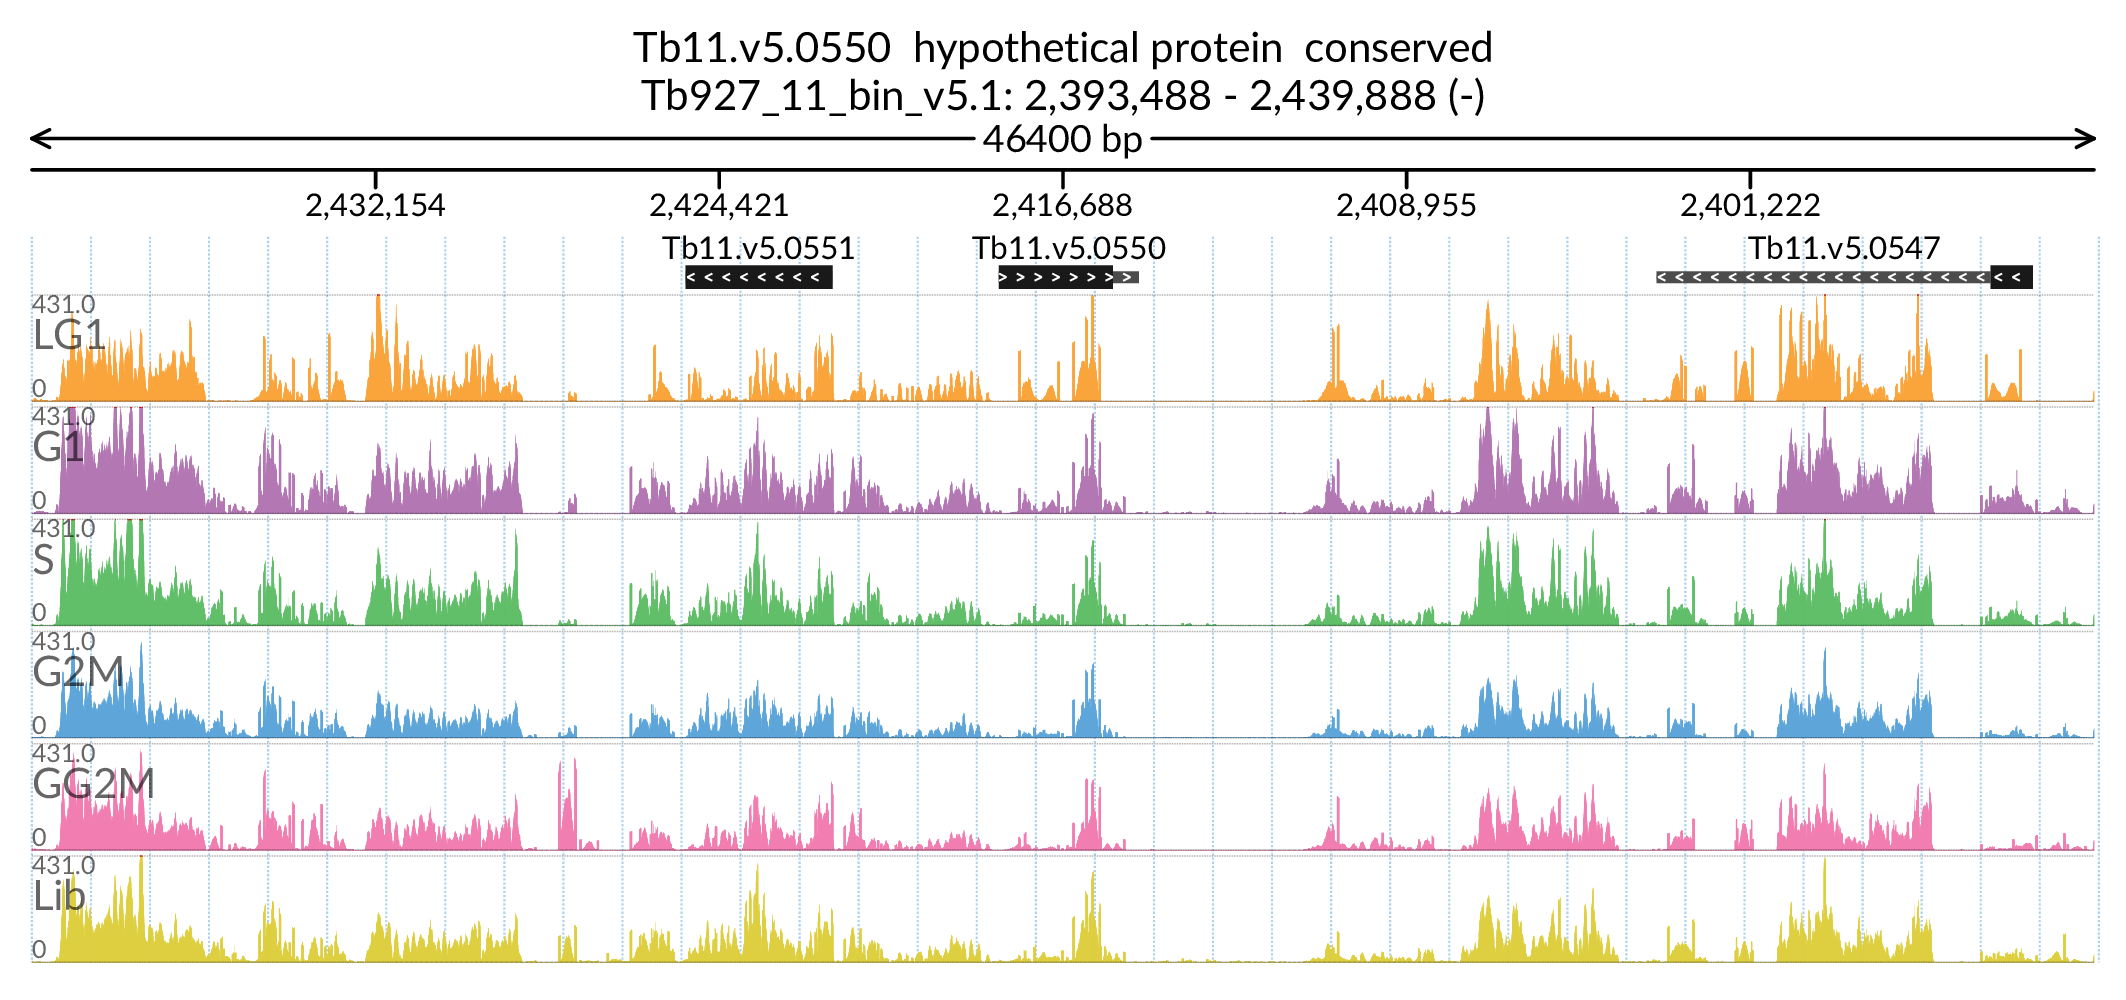 Tb11.v5.0550 hypothetical protein conserved
Tb927_11_bin_v5.1: 2,393,488 - 2,439,888 (-)
46400 bp
2,432,154 2,424,421 2,416,688 2,408,955 2,401,222
Tb11.v5.0551 Tb11.v5.0550 Tb11.v5.0547
431.0
LG1
0
431.0
G1
0
431.0
S
0
431.0
G2M
0
431.0
GG2M
0
431.0
Lib
0